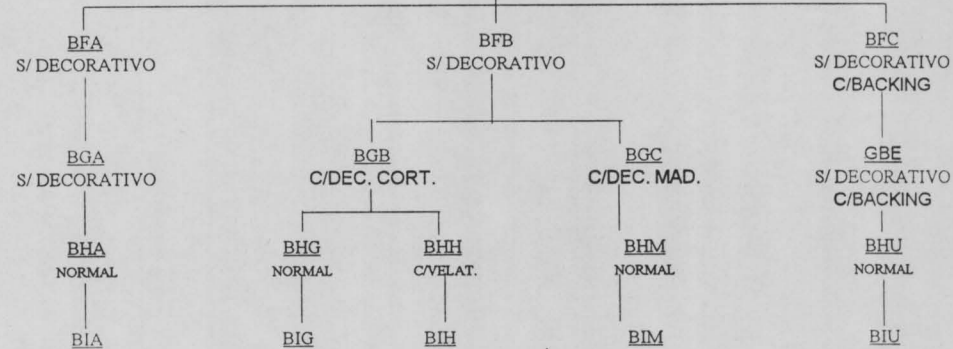 BFA
S/ DECORATIVO
BFB
S/ DECORATIVO
BFC
S/ DECORATIVO
C/BACKING
BGA
S/ DECORATIVO
BGB
C/DEC. CORT.
BGC
C/DEC. MAD.
GBE
S/ DECORATIVO
C/BACKING
BHA
NORMAL
BHG
NORMAL
BHH
C/VELAT.
BHM
NORMAL
BHU
NORMAL
BIA
BIG
BIH
BIM
BIU